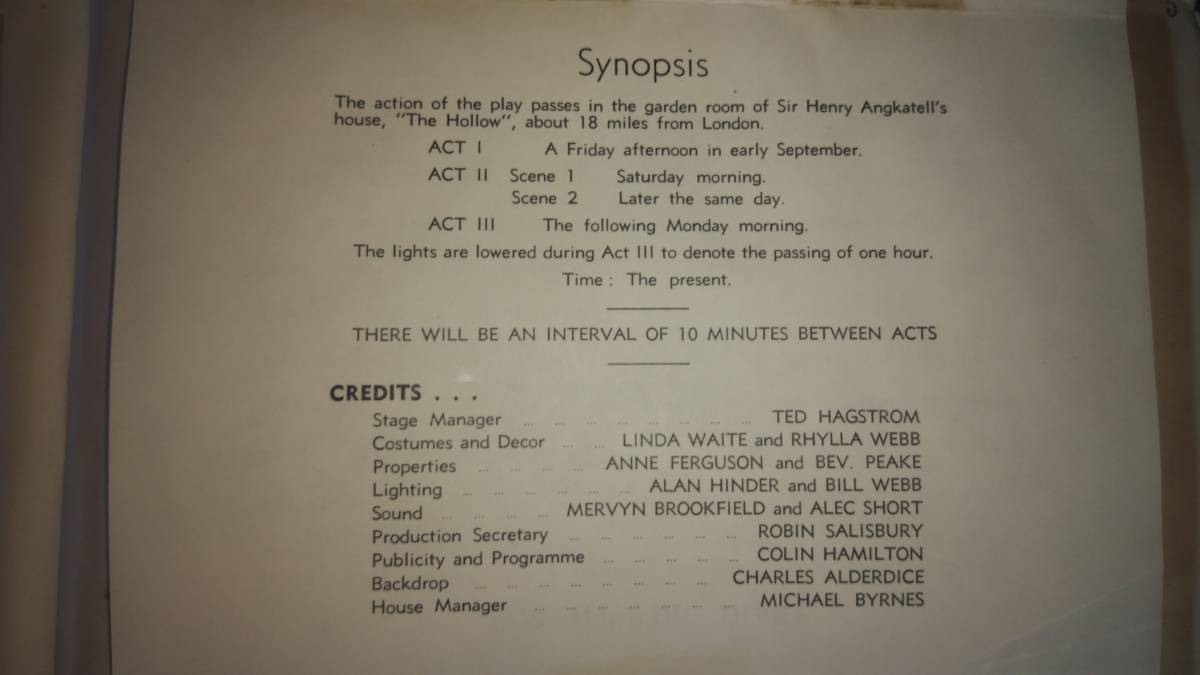 Synopsis
The action of the play passes in the garden room of Sir Henry Angkatell's
house, "The Hollow", about 18 miles from London.
ACT I A Friday afternoon in early September.
ACT II Scene 1 Saturday morning.
Scene 2 Later the same day.
ACT III The following Monday morning.
The lights are lowered during Act III to denote the passing of one hour.
Time : The present.
THERE WILL BE AN INTERVAL OF 10 MINUTES BETWEEN ACTS
CREDITS . . .
Stage Manager ... ... ... ... ... ... ... ... TED HAGSTROM
Costumes and Decor ... ... LINDA WAITE and RHYLLA WEBB
Properties ... ... ... ... ANNE FERGUSON and BEV. PEAKE
Lighting ... ... ... ... ... ... ALAN HINDER and BILL WEBB
Sound ... ... ... ... MERVYN BROOKFIELD and ALEC SHORT
Production Secretary ... ... ... ... ... ... ROBIN SALISBURY
Publicity and Programme ... ... ... ... ... COLIN HAMILTON
Backdrop ... ... ... ... ... ... ... ... CHARLES ALDERDICE
House Manager ... ... ... ... ... ... ... MICHAEL BYRNES